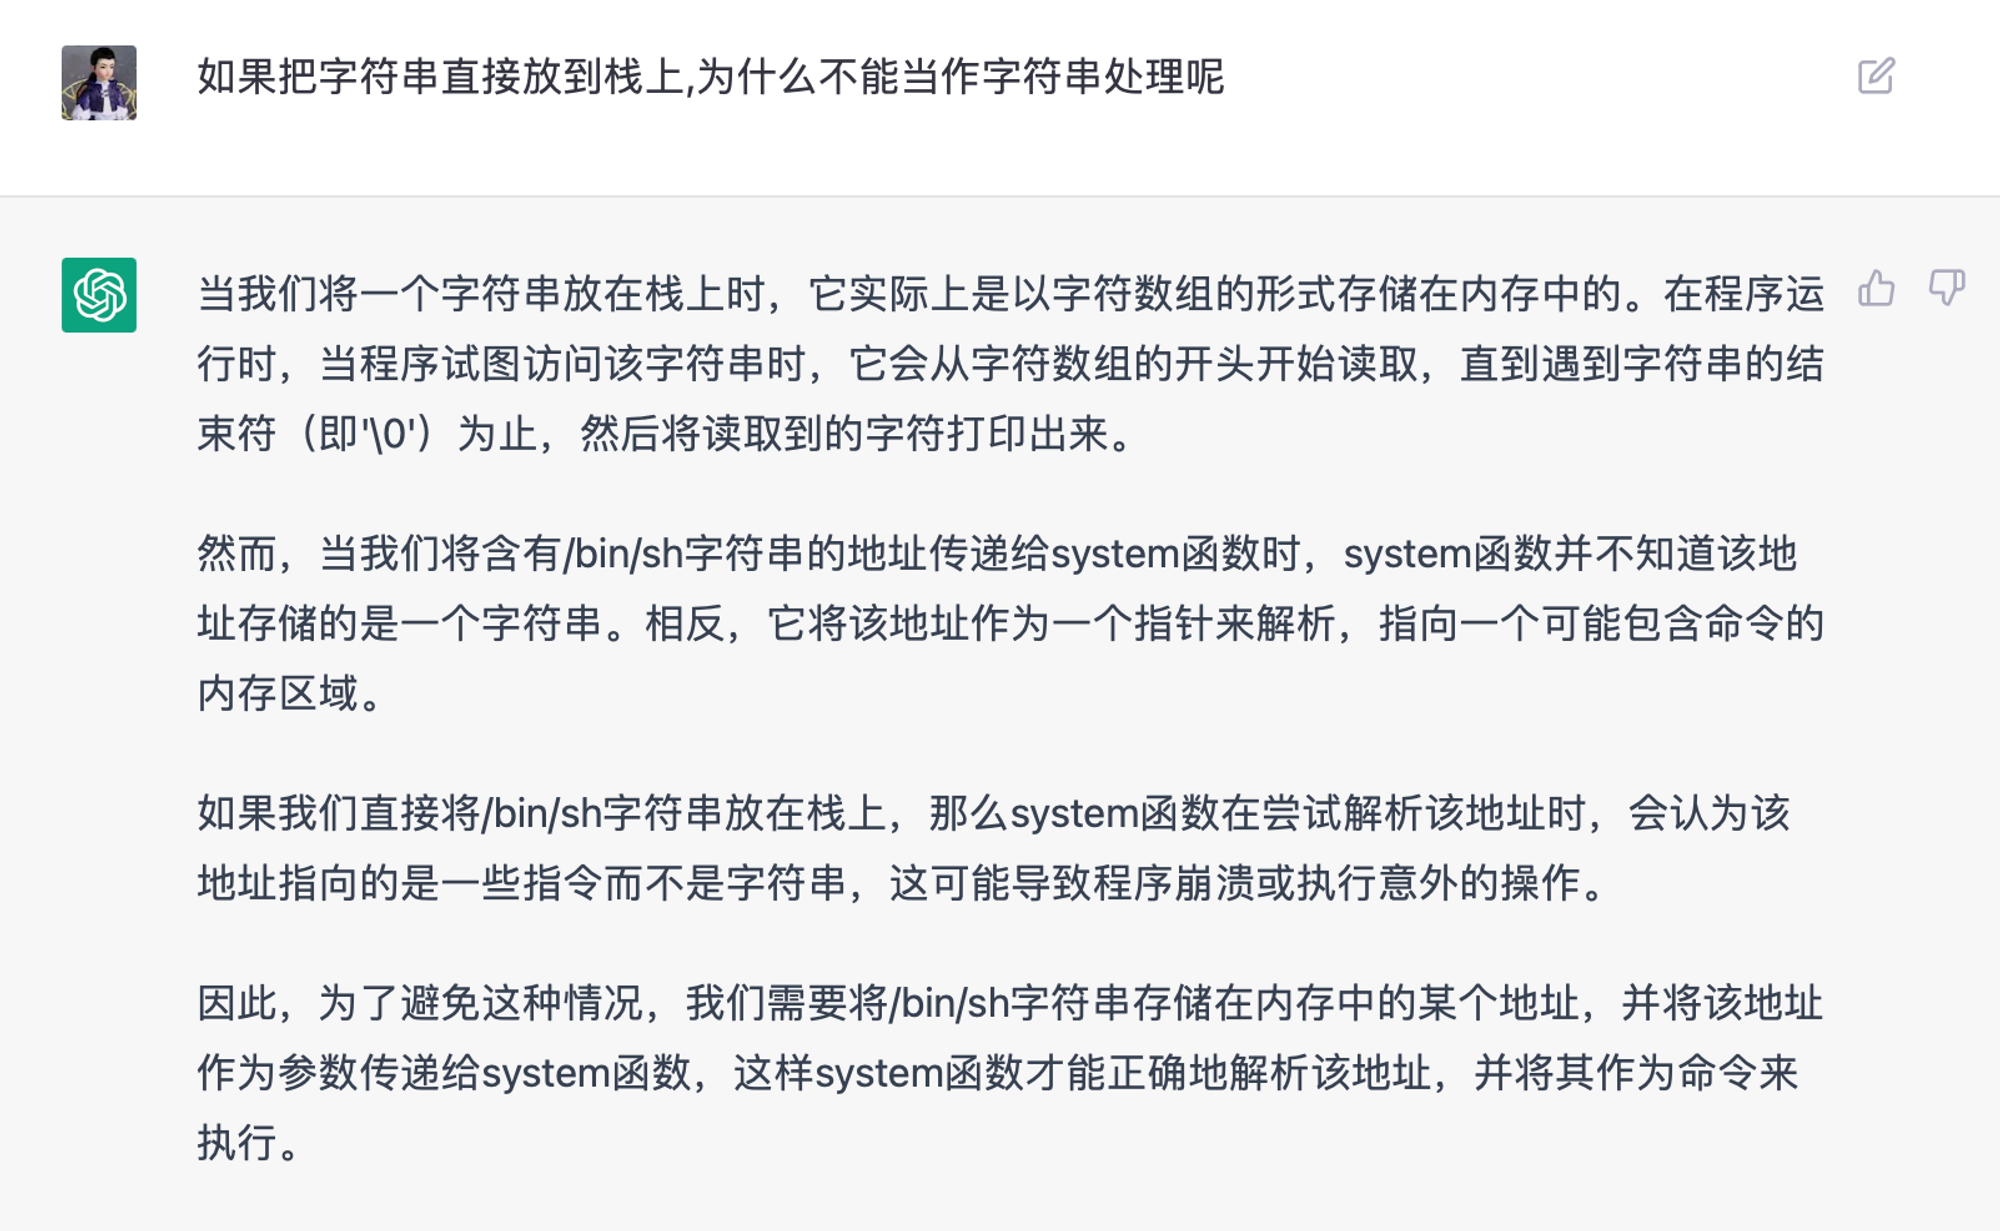 如果把字符串直接放到栈上,为什么不能当作字符串处理呢
当我们将一个字符串放在栈上时，它实际上是以字符数组的形式存储在内存中的。在程序运
行时，当程序试图访问该字符串时，它会从字符数组的开头开始读取，直到遇到字符串的结
束符（即'\0'）为止，然后将读取到的字符打印出来。
然而，当我们将含有/bin/sh字符串的地址传递给system函数时，system函数并不知道该地
址存储的是一个字符串。相反，它将该地址作为一个指针来解析，指向一个可能包含命令的
内存区域。
如果我们直接将/bin/sh字符串放在栈上，那么system函数在尝试解析该地址时，会认为该
地址指向的是一些指令而不是字符串，这可能导致程序崩溃或执行意外的操作。
因此，为了避免这种情况，我们需要将/bin/sh字符串存储在内存中的某个地址，并将该地址
作为参数传递给system函数，这样system函数才能正确地解析该地址，并将其作为命令来
执行。